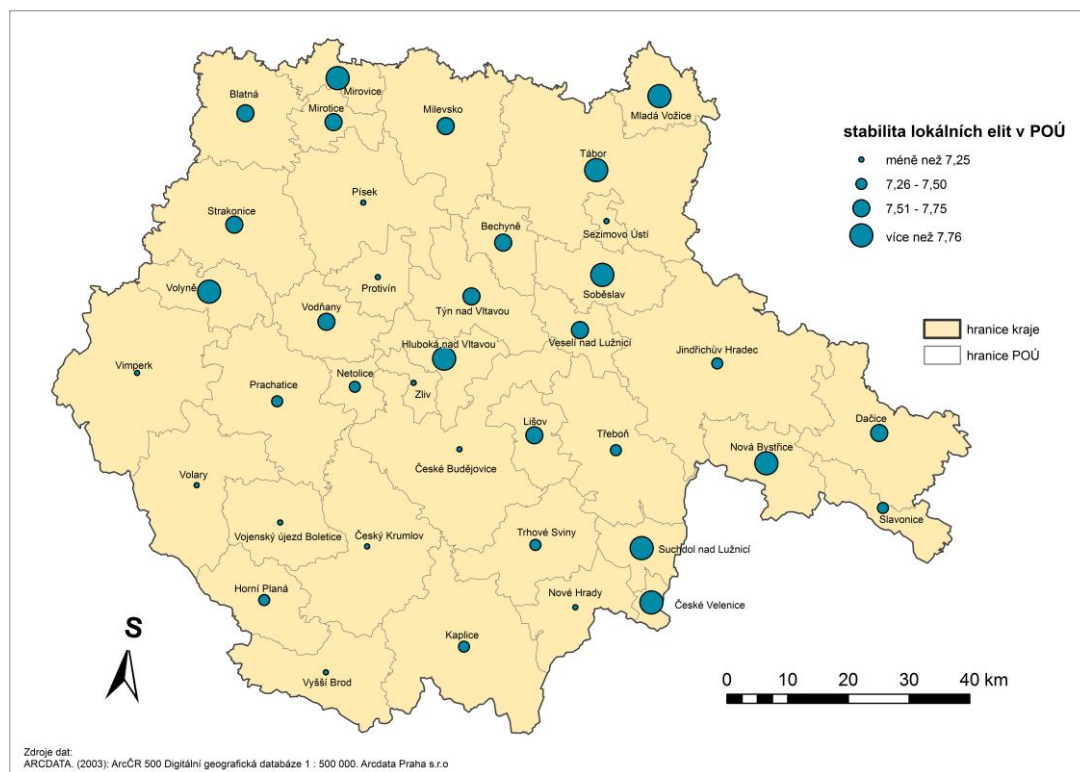 Mirovice
Blatná
Mirotice
Milevsko
Mladá Vožice
Tábor
Písek
Strakonice
Bechyně
Sezimovo Ústí
Volyně
Protivín
Soběslav
Vodňany
Týn nad Vltavou
Hluboká nad Vltavou
Veselí nad Lužnicí
Jindřichův Hradec
Vimperk
Prachatice
Netolice
Zliv
Lišov
Třeboň
Dačice
Nová Bystřice
České Budějovice
Volary
Slavonice
Vojenský újezd Boletice
Český Krumlov
Trhové Sviny
Suchdol nad Lužnicí
Horní Planá
Nové Hrady
České Velenice
Kaplice
Vyšší Brod
stabilita lokálních elit v POÚ
méně než 7,25
7,26 - 7,50
7,51 - 7,75
více než 7,76
hranice kraje
hranice POÚ
S
0 10 20 30 40 km
Zdroje dat:
ARCDATA. (2003): ArcČR 500 Digitální geografická databáze 1 : 500 000. Arcdata Praha s.r.o